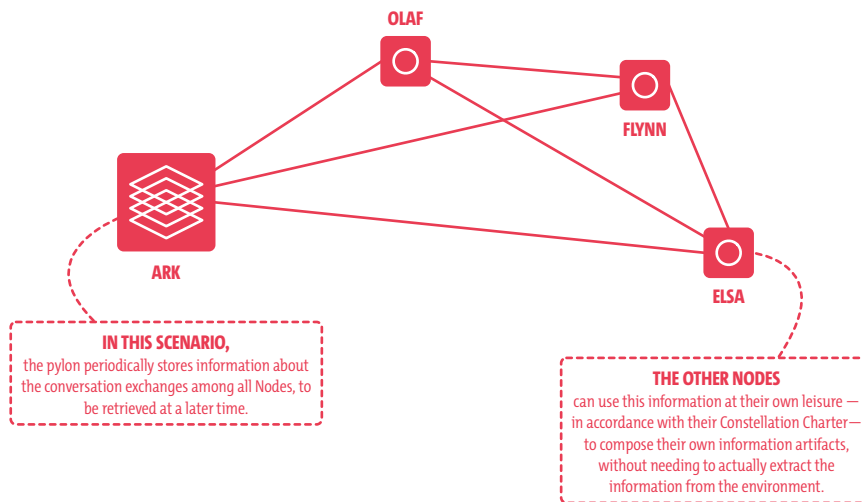 OLAF
FLYNN
ARK
ELSA
IN THIS SCENARIO,
the pylon periodically stores information about
the conversation exchanges among all Nodes, to
be retrieved at a later time.
THE OTHER NODES
can use this information at their own leisure —
in accordance with their Constellation Charter—
to compose their own information artifacts,
without needing to actually extract the
information from the environment.